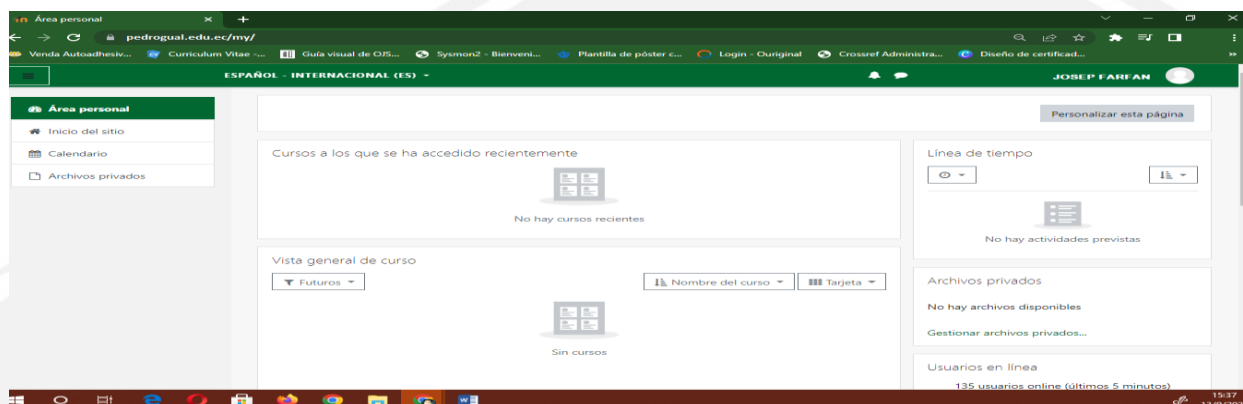 Área personal
pedrogual.edu.ec/my/
Venda Autoadhesiv... Curriculum Vitae -... Guía visual de OJS... Sysmon2 - Bienveni... Plantilla de póster c... Login - Ouriginal Crossref Administra... Diseño de certificad...
ESPAÑOL - INTERNACIONAL (ES)
JOSEP FARFAN
Área personal
Inicio del sitio
Calendario
Archivos privados
Personalizar esta página
Cursos a los que se ha accedido recientemente
No hay cursos recientes
Vista general de curso
Futuros
Nombre del curso
Tarjeta
Sin cursos
Línea de tiempo
No hay actividades previstas
Archivos privados
No hay archivos disponibles
Gestionar archivos privados...
Usuarios en línea
135 usuarios online (últimos 5 minutos)
15:37